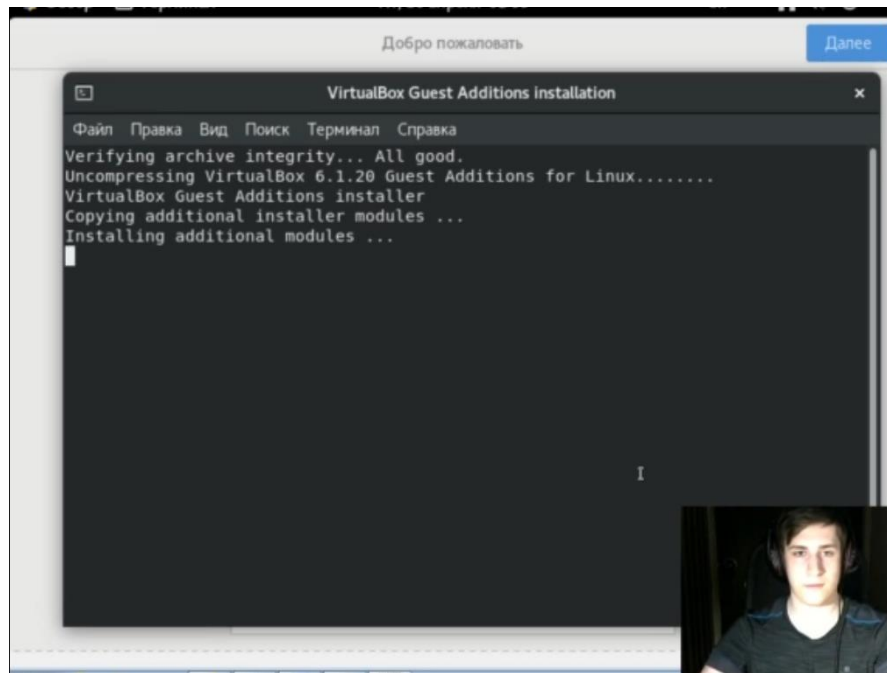 Добро пожаловать
Далее
VirtualBox Guest Additions installation
Файл Правка Вид Поиск Терминал Справка
Verifying archive integrity... All good.
Uncompressing VirtualBox 6.1.20 Guest Additions for Linux........
VirtualBox Guest Additions installer
Copying additional installer modules ...
Installing additional modules ...